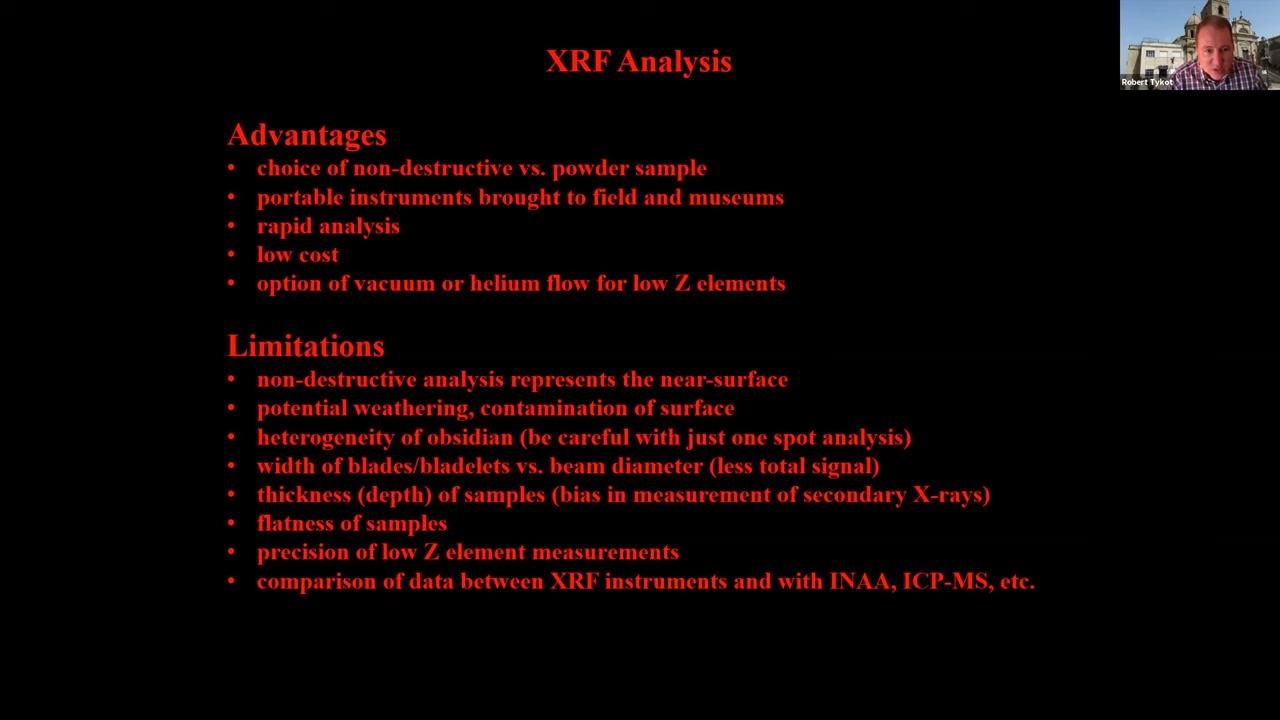 XRF Analysis
Robert Tykot
Advantages
• choice of non-destructive vs. powder sample
• portable instruments brought to field and museums
• rapid analysis
• low cost
• option of vacuum or helium flow for low Z elements
Limitations
• non-destructive analysis represents the near-surface
• potential weathering, contamination of surface
• heterogeneity of obsidian (be careful with just one spot analysis)
• width of blades/bladelets vs. beam diameter (less total signal)
• thickness (depth) of samples (bias in measurement of secondary X-rays)
• flatness of samples
• precision of low Z element measurements
• comparison of data between XRF instruments and with INAA, ICP-MS, etc.